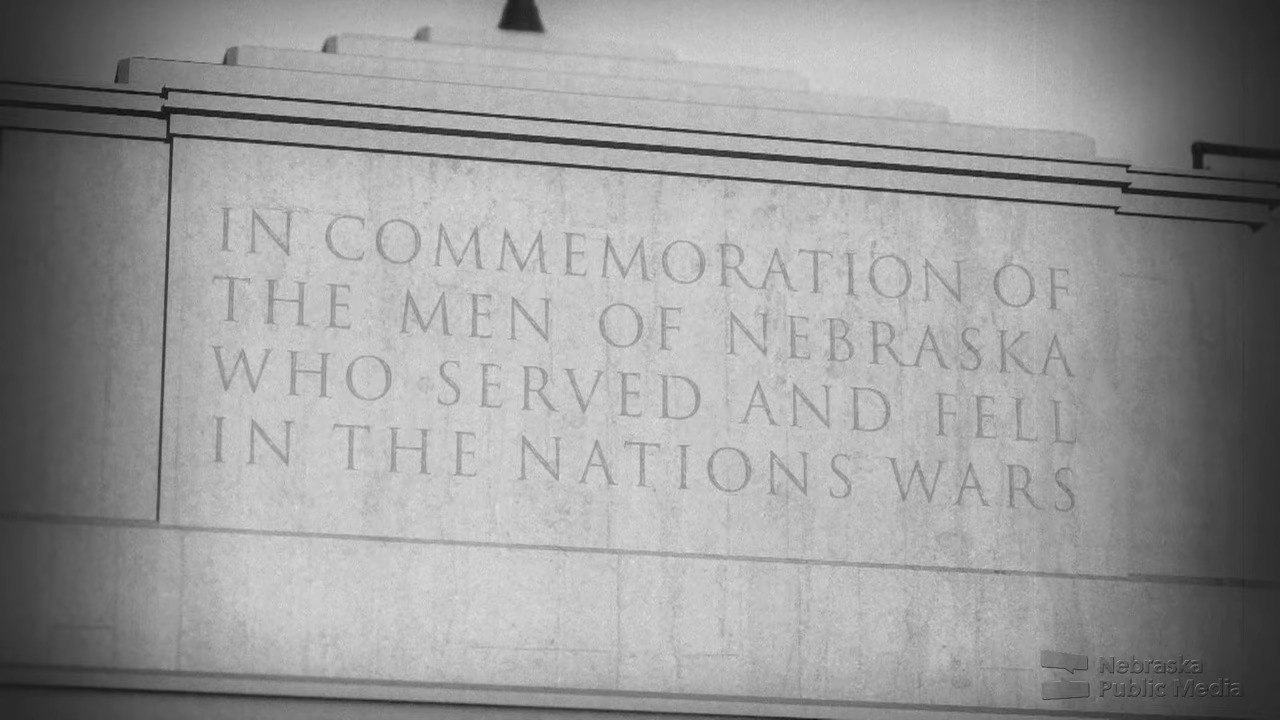 IN COMMEMORATION OF
THE MEN OF NEBRASKA
WHO SERVED AND FELL
IN THE NATIONS WARS
Nebraska
Public Media